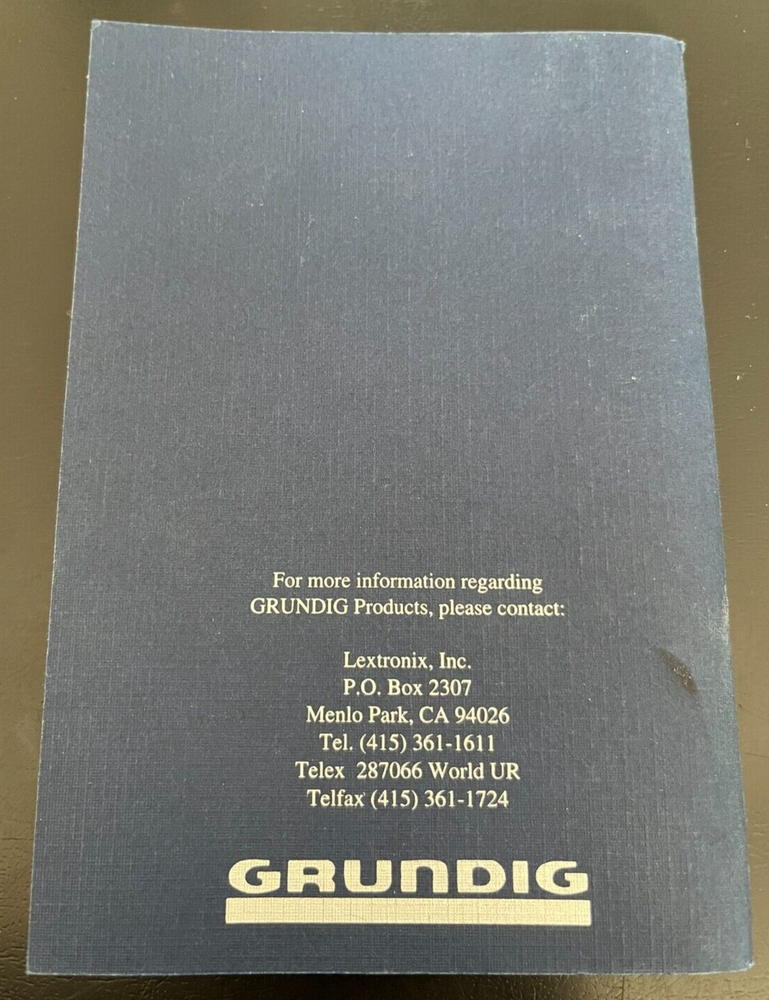 For more information regarding
GRUNDIG Products, please contact:
Lextronix, Inc.
P.O. Box 2307
Menlo Park, CA 94026
Tel. (415) 361-1611
Telex 287066 World UR
Telfax (415) 361-1724
GRUNDIG